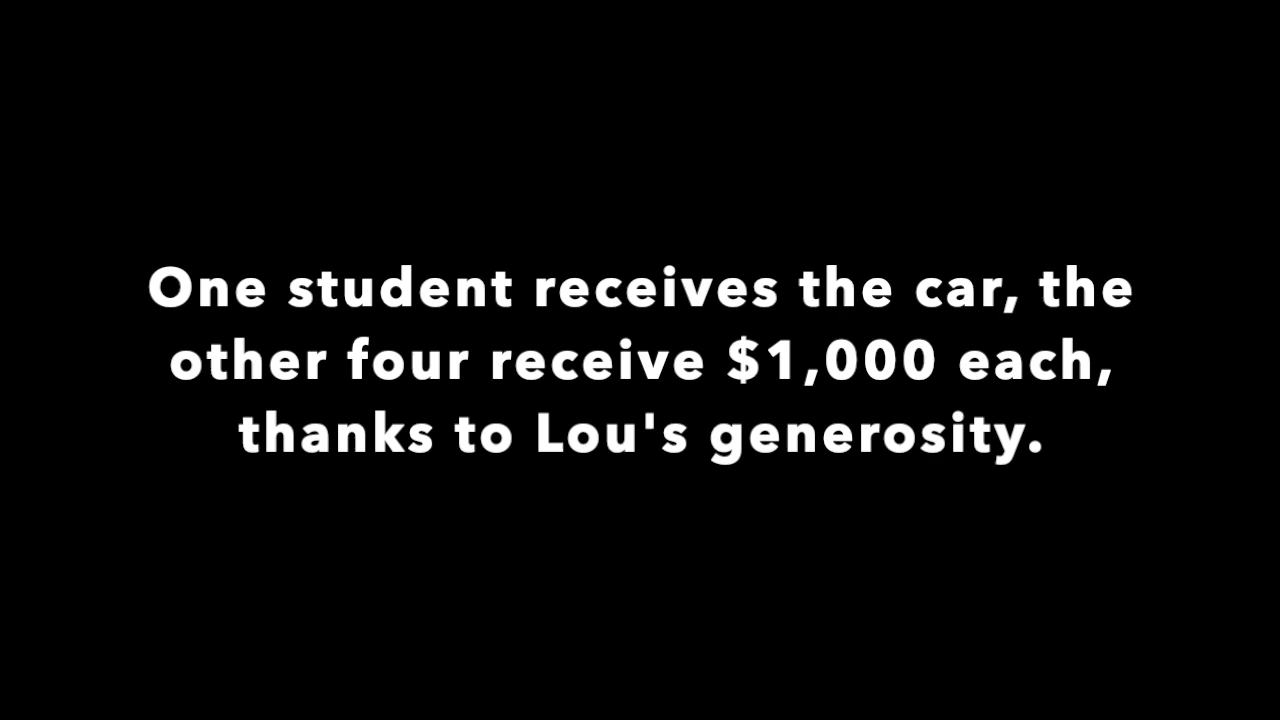 One student receives the car, the
other four receive $1,000 each,
thanks to Lou's generosity.